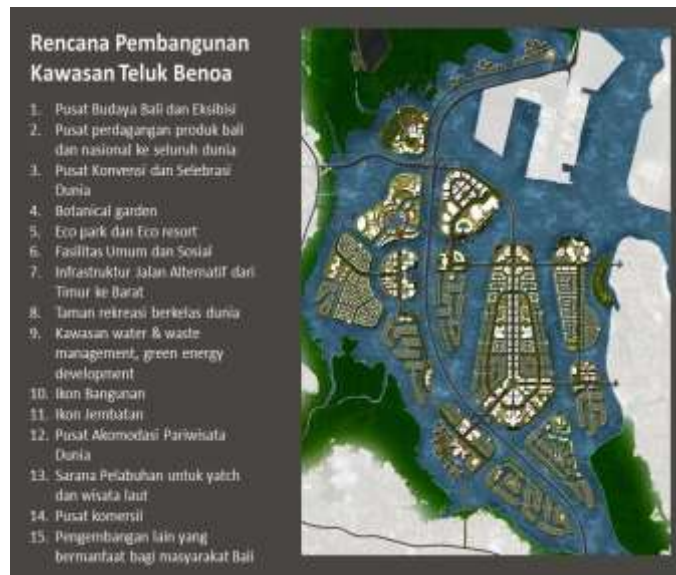 Rencana Pembangunan
Kawasan Teluk Benoa
1. Pusat Budaya Bali dan Eksibisi
2. Pusat perdagangan produk bali
dan nasional ke seluruh dunia
3. Pusat Konvensi dan Selebrasi
Dunia
4. Botanical garden
5. Eco park dan Eco resort
6. Fasilitas Umum dan Sosial
7. Infrastruktur Jalan Alternatif dari
Timur ke Barat
8. Taman rekreasi berkelas dunia
9. Kawasan water & waste
management, green energy
development
10. Ikon Bangunan
11. Ikon Jembatan
12. Pusat Akomodasi Pariwisata
Dunia
13. Sarana Pelabuhan untuk yatch
dan wisata laut
14. Pusat komersil
15. Pengembangan lain yang
bermanfaat bagi masyarakat Bali